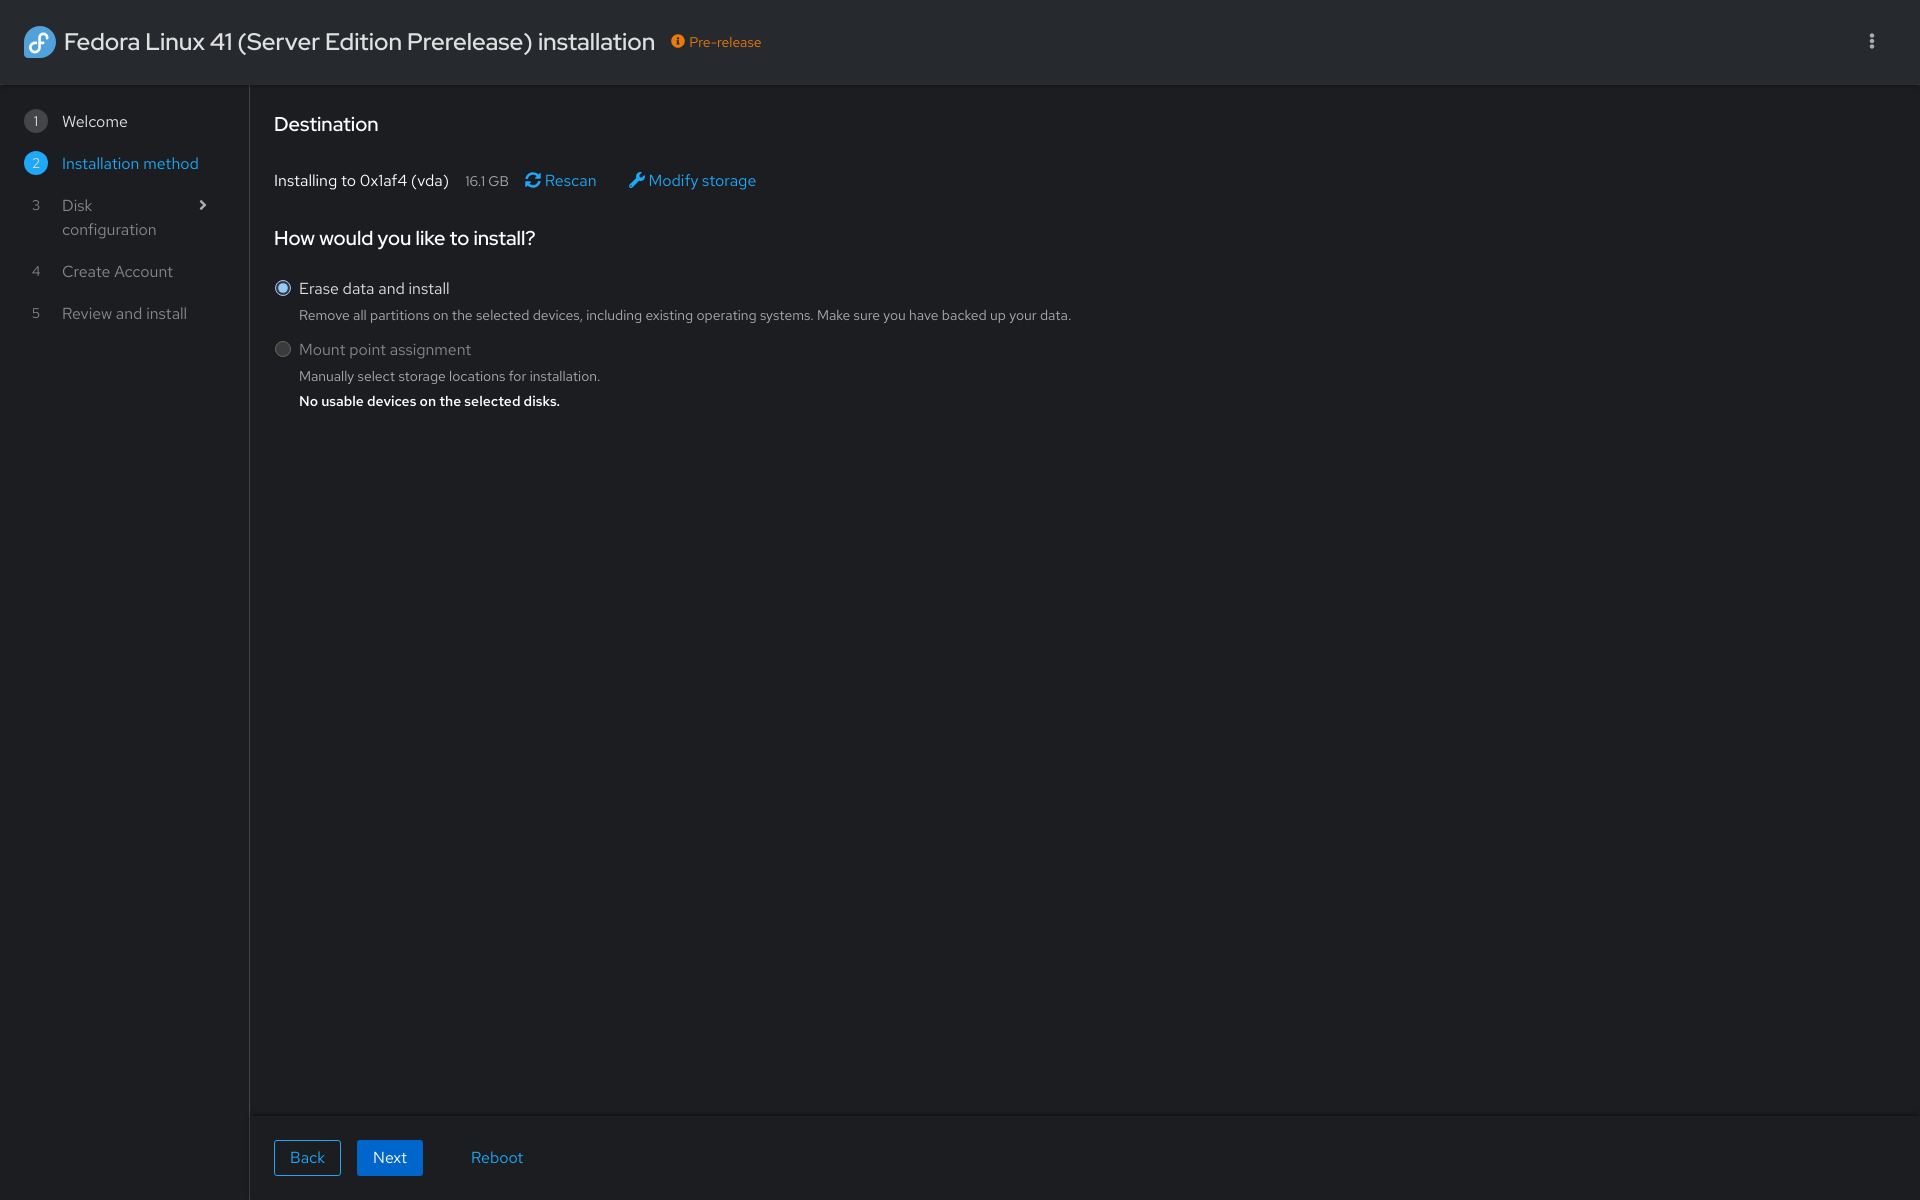 Fedora Linux 41 (Server Edition Prerelease) installation
Pre-release
1 Welcome
2 Installation method
3 Disk
configuration
4 Create Account
5 Review and install
Destination
Installing to 0x1af4 (vda) 16.1 GB Rescan Modify storage
How would you like to install?
Erase data and install
Remove all partitions on the selected devices, including existing operating systems. Make sure you have backed up your data.
Mount point assignment
Manually select storage locations for installation.
No usable devices on the selected disks.
Back Next Reboot